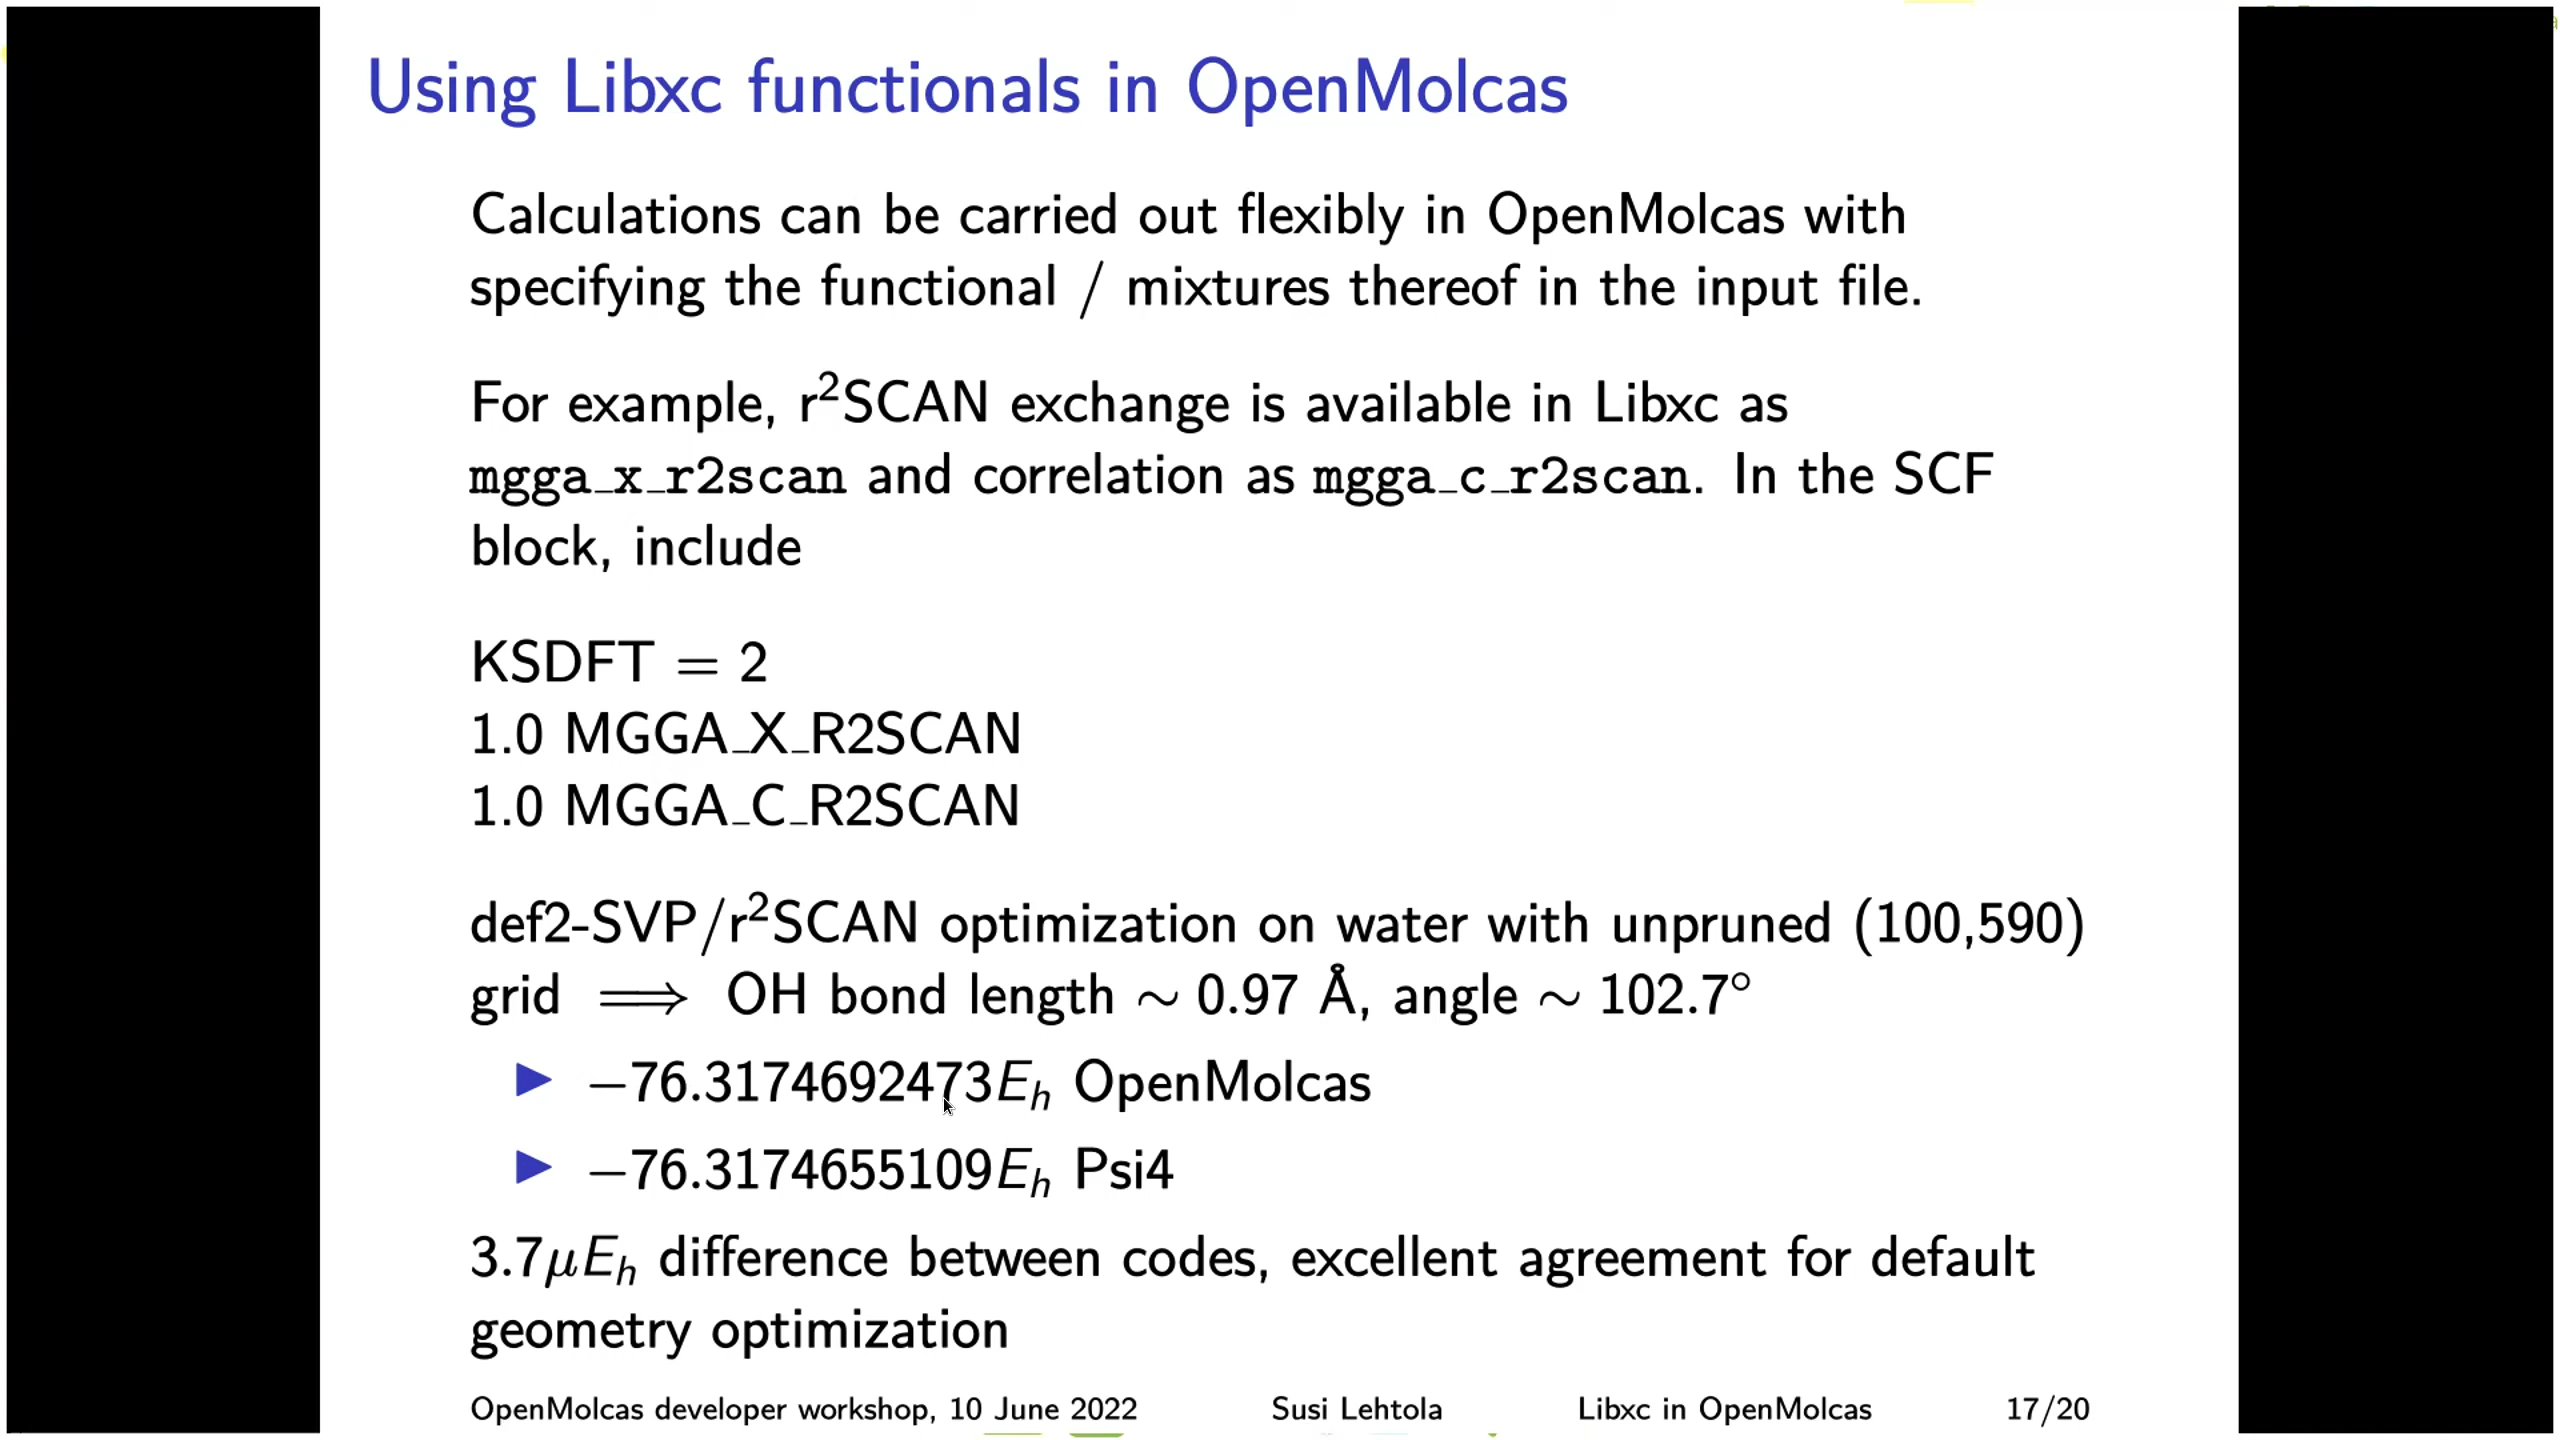 Using Libxc functionals in OpenMolcas
Calculations can be carried out flexibly in OpenMolcas with
specifying the functional / mixtures thereof in the input file.
For example, r²SCAN exchange is available in Libxc as
mgga_x_r2scan and correlation as mgga_c_r2scan. In the SCF
block, include
KSDFT = 2
1.0 MGGA_X_R2SCAN
1.0 MGGA_C_R2SCAN
def2-SVP/r²SCAN optimization on water with unpruned (100,590)
grid ⟹ OH bond length ∼ 0.97 Å, angle ∼ 102.7°
▶ −76.3174692473Eₕ OpenMolcas
▶ −76.3174655109Eₕ Psi4
3.7μEₕ difference between codes, excellent agreement for default
geometry optimization
OpenMolcas developer workshop, 10 June 2022 Susi Lehtola Libxc in OpenMolcas 17/20